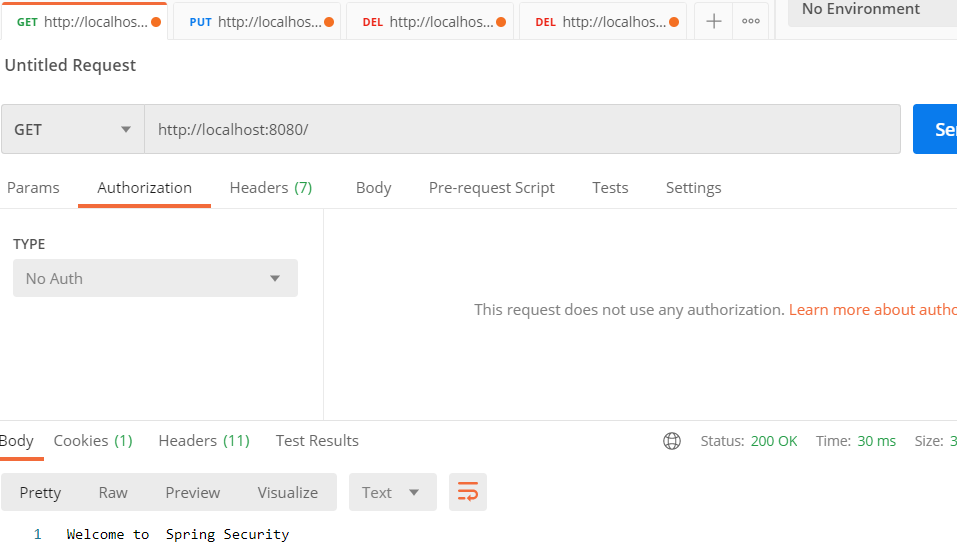 GET http://localhos... PUT http://localhos... DEL http://localhos... DEL http://localhos... No Environment
Untitled Request
GET http://localhost:8080/
Params Authorization Headers (7) Body Pre-request Script Tests Settings
TYPE
No Auth
This request does not use any authorization. Learn more about autho
Body Cookies (1) Headers (11) Test Results Status: 200 OK Time: 30 ms Size: 3
Pretty Raw Preview Visualize Text
1 Welcome to  Spring Security